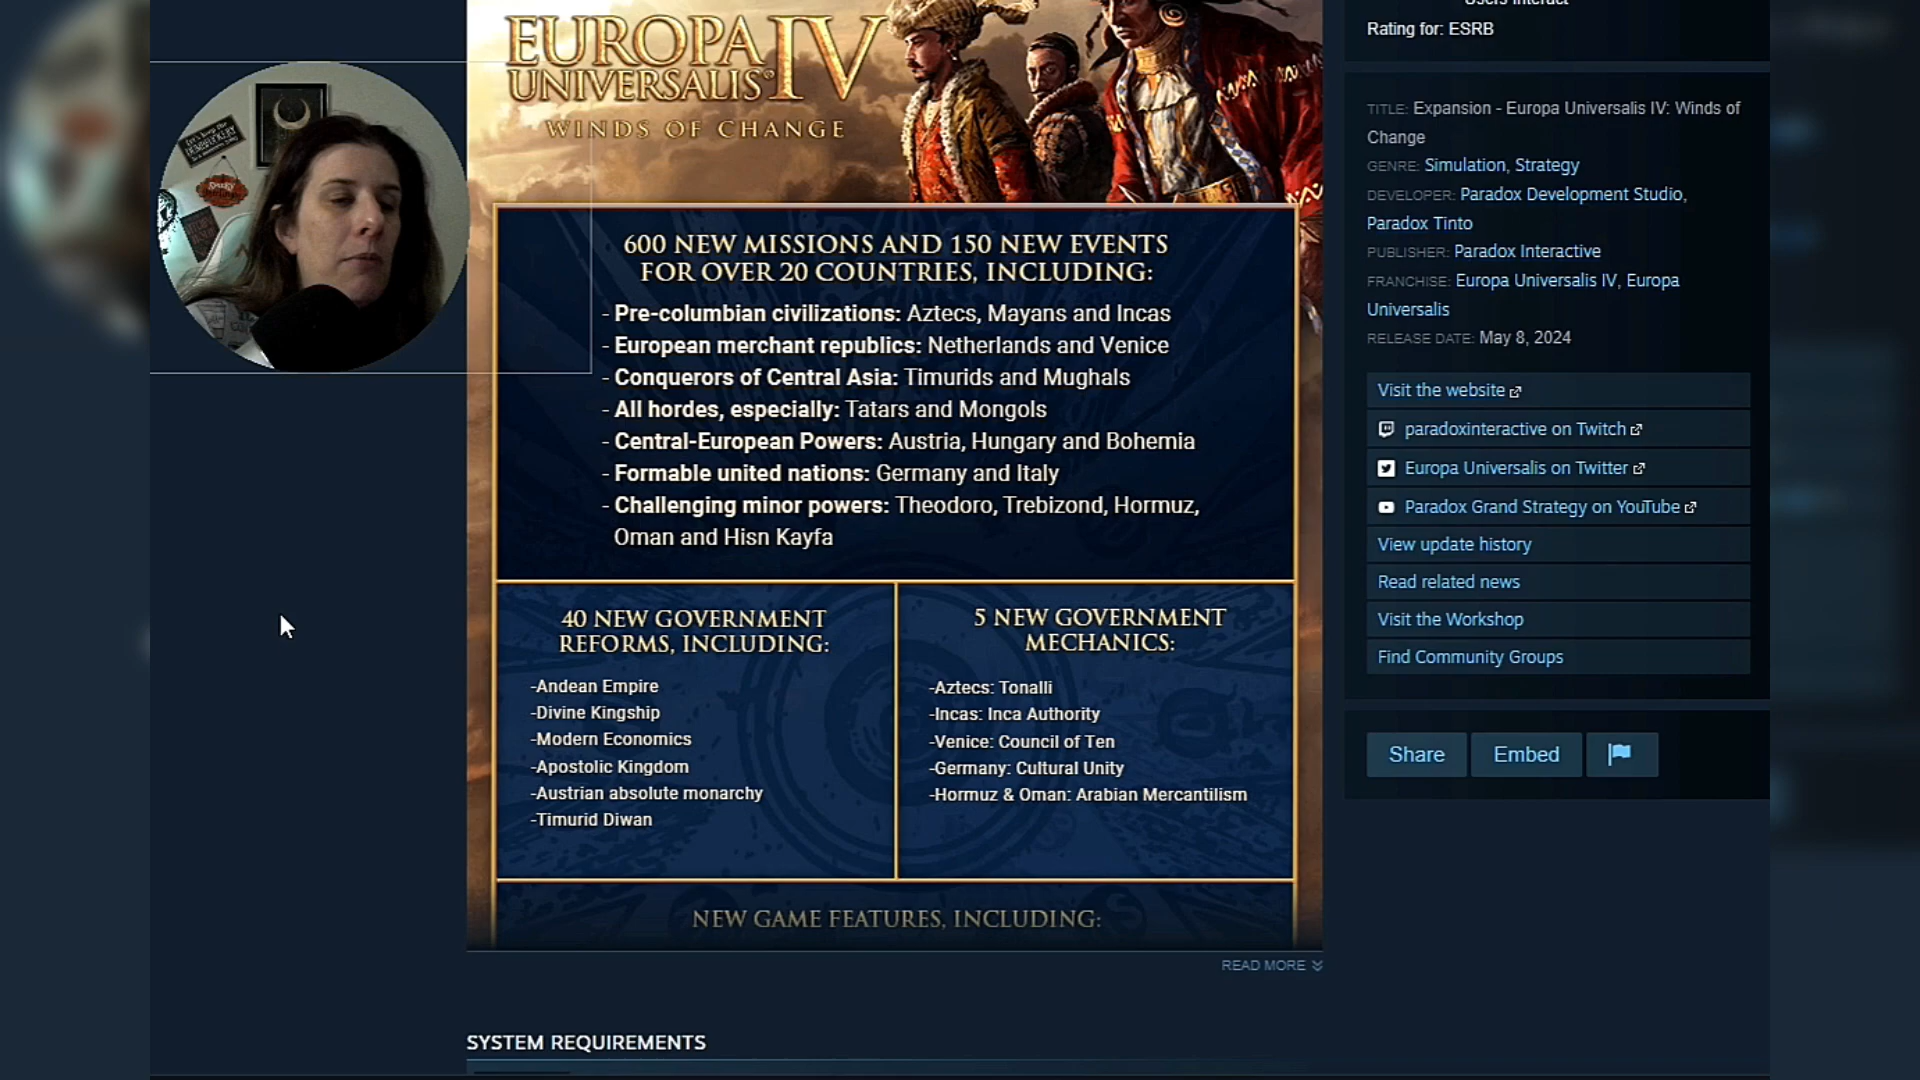 EUROPA
UNIVERSALIS IV
WINDS OF CHANGE
600 NEW MISSIONS AND 150 NEW EVENTS
FOR OVER 20 COUNTRIES, INCLUDING:
- Pre-columbian civilizations: Aztecs, Mayans and Incas
- European merchant republics: Netherlands and Venice
- Conquerors of Central Asia: Timurids and Mughals
- All hordes, especially: Tatars and Mongols
- Central-European Powers: Austria, Hungary and Bohemia
- Formable united nations: Germany and Italy
- Challenging minor powers: Theodoro, Trebizond, Hormuz,
Oman and Hisn Kayfa
40 NEW GOVERNMENT
REFORMS, INCLUDING:
-Andean Empire
-Divine Kingship
-Modern Economics
-Apostolic Kingdom
-Austrian absolute monarchy
-Timurid Diwan
5 NEW GOVERNMENT
MECHANICS:
-Aztecs: Tonalli
-Incas: Inca Authority
-Venice: Council of Ten
-Germany: Cultural Unity
-Hormuz & Oman: Arabian Mercantilism
NEW GAME FEATURES, INCLUDING:
READ MORE
SYSTEM REQUIREMENTS
Users Interact
Rating for: ESRB
TITLE: Expansion - Europa Universalis IV: Winds of
Change
GENRE: Simulation, Strategy
DEVELOPER: Paradox Development Studio,
Paradox Tinto
PUBLISHER: Paradox Interactive
FRANCHISE: Europa Universalis IV, Europa
Universalis
RELEASE DATE: May 8, 2024
Visit the website
paradoxinteractive on Twitch
Europa Universalis on Twitter
Paradox Grand Strategy on YouTube
View update history
Read related news
Visit the Workshop
Find Community Groups
Share
Embed